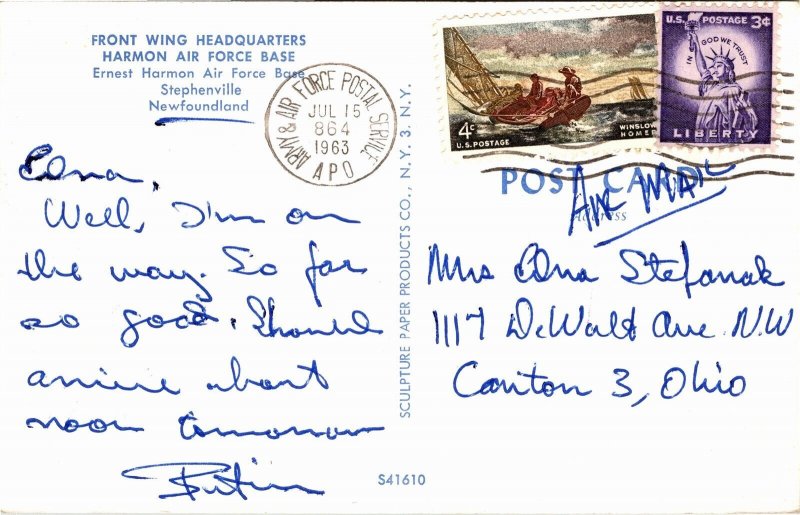 FRONT WING HEADQUARTERS
HARMON AIR FORCE BASE
Ernest Harmon Air Force Base
Stephenville
Newfoundland
ARMY & AIR FORCE POSTAL SERVICE
JUL 15
864
1963
APO
4c
U.S. POSTAGE
WINSLOW
HOMER
U.S. POSTAGE 3¢
IN GOD WE TRUST
LIBERTY
POST CARD
Address
AIR MAIL
Edna,
Well, I'm on
the way. So far
so good. Should
arrive about
noon tomorrow
SCULPTURE PAPER PRODUCTS CO., N.Y. 3, N.Y.
Mrs Edna Stefanak
1117 DeWalt Ave. N.W
Canton 3, Ohio
S41610